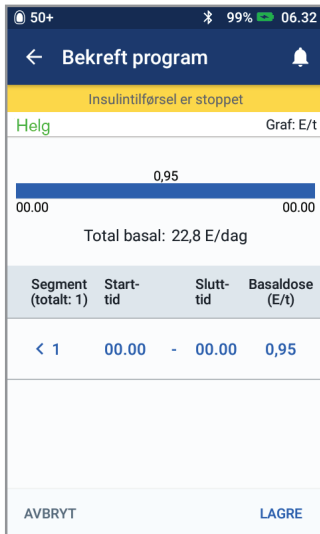 50+ 99% 06.32
Bekreft program
Insulintilførsel er stoppet
Helg Graf: E/t
0,95
00.00 00.00
Total basal: 22,8 E/dag
Segment Start- Slutt- Basaldose
(totalt: 1) tid tid (E/t)
< 1 00.00 - 00.00 0,95
AVBRYT LAGRE